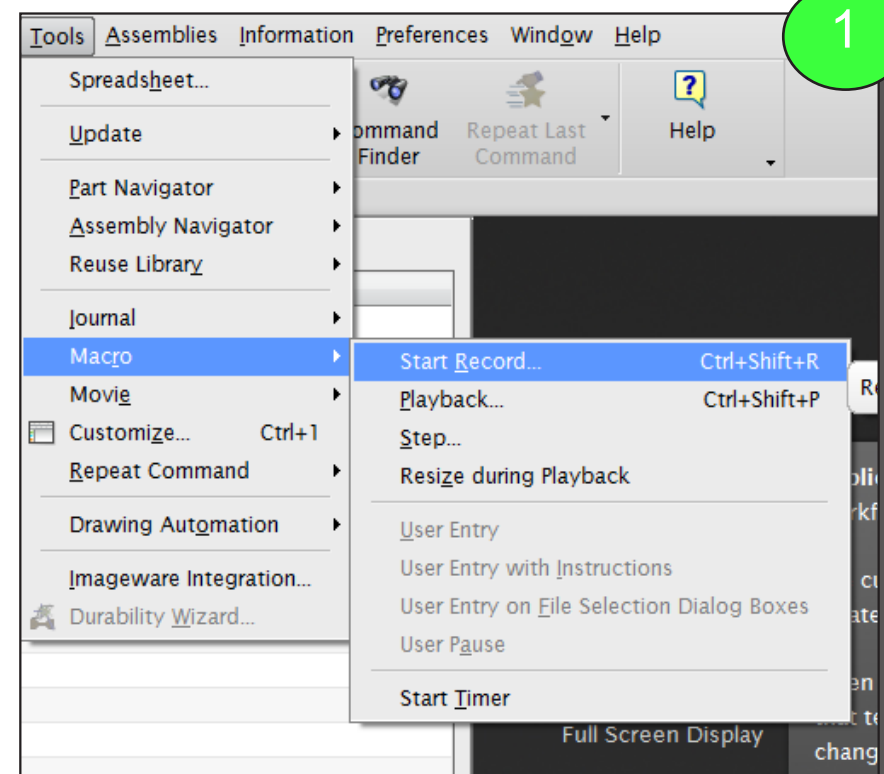 1
Tools Assemblies Information Preferences Window Help
Spreadsheet...
Update
Part Navigator
Assembly Navigator
Reuse Library
Journal
Macro
Movie
Customize... Ctrl+1
Repeat Command
Drawing Automation
Imageware Integration...
Durability Wizard...
Finder
Repeat Last
Command
Help
Start Record... Ctrl+Shift+R
Playback... Ctrl+Shift+P
Step...
Resize during Playback
User Entry
User Entry with Instructions
User Entry on File Selection Dialog Boxes
User Pause
Start Timer
Full Screen Display